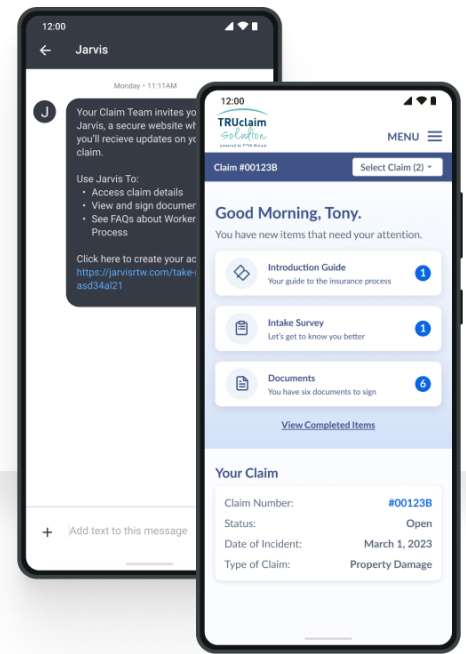 12:00
Jarvis
Monday • 11:11AM
J
Your Claim Team invites yo
Jarvis, a secure website wh
you'll recieve updates on yo
claim.
Use Jarvis To:
• Access claim details
• View and sign documen
• See FAQs about Worker
Process
Click here to create your ac
https://jarvisrtw.com/take-
asd34al21
+ Add text to this message
12:00
TRUclaim
Solution
MENU
Claim #00123B
Select Claim (2)
Good Morning, Tony.
You have new items that need your attention.
Introduction Guide
Your guide to the insurance process
1
Intake Survey
Let's get to know you better
1
Documents
You have six documents to sign
6
View Completed Items
Your Claim
Claim Number: #00123B
Status: Open
Date of Incident: March 1, 2023
Type of Claim: Property Damage